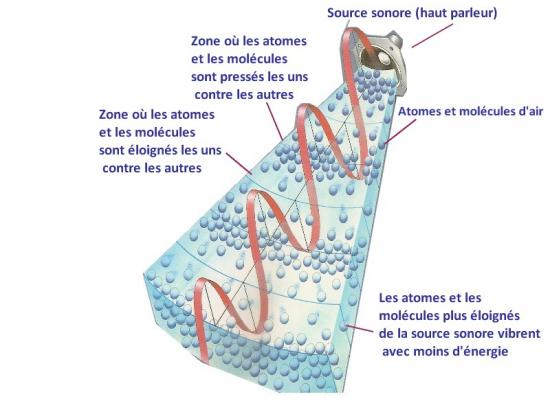 Source sonore (haut parleur)
Zone où les atomes
et les molécules
sont pressés les uns
contre les autres
Zone où les atomes
et les molécules
sont éloignés les uns
contre les autres
Atomes et molécules d'air
Les atomes et les
molécules plus éloignés
de la source sonore vibrent
avec moins d'énergie